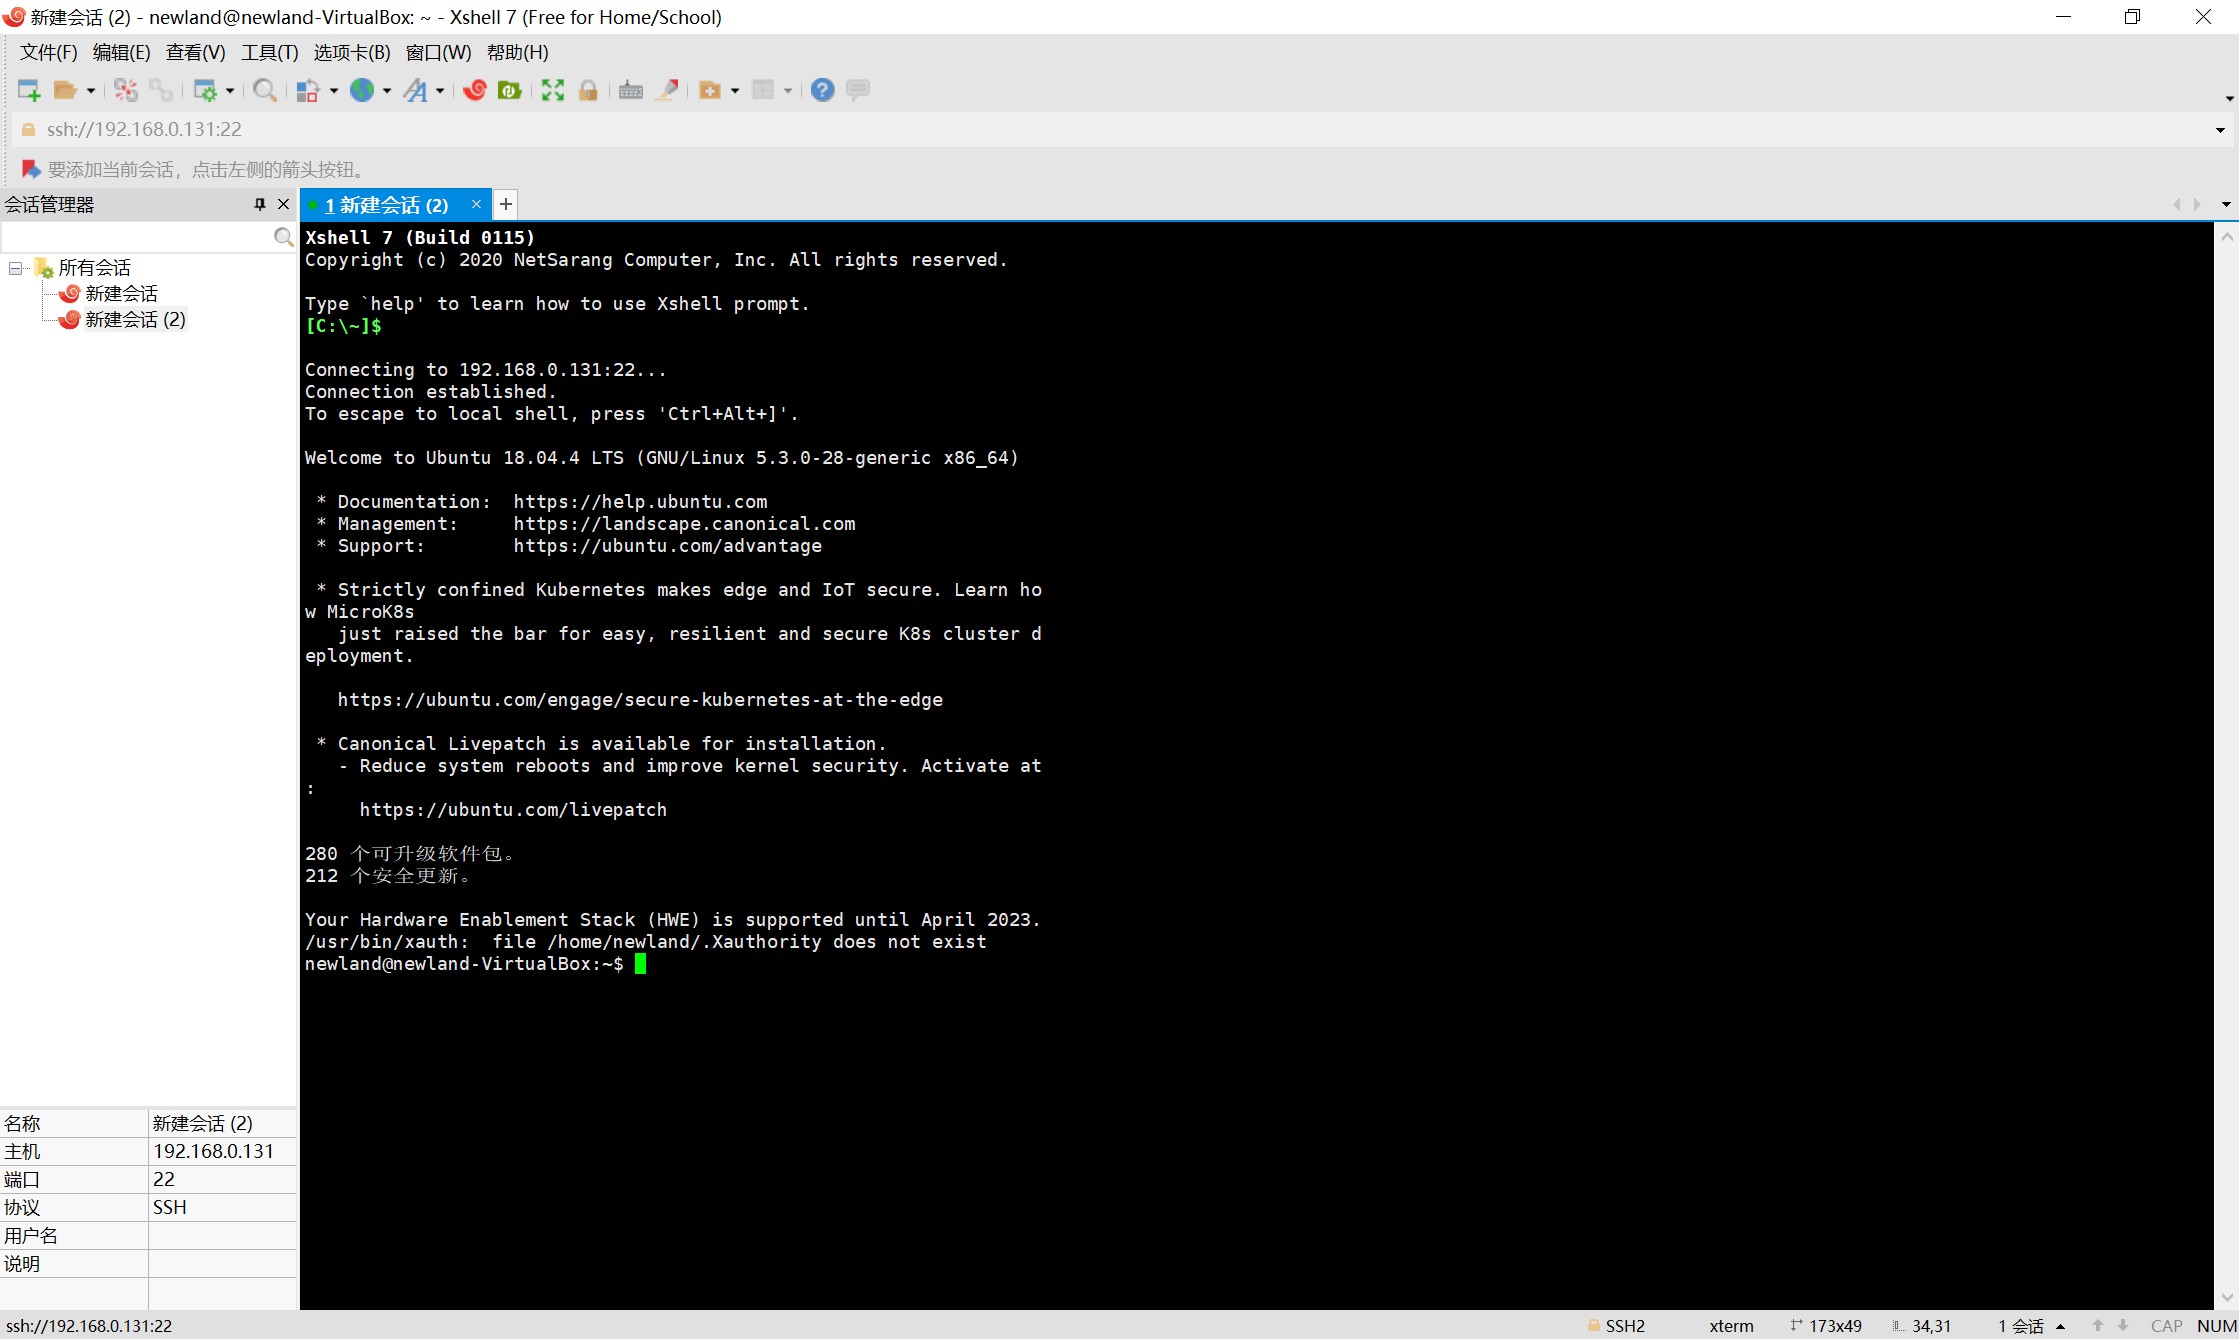 新建会话 (2) - newland@newland-VirtualBox: ~ - Xshell 7 (Free for Home/School)
文件(F) 编辑(E) 查看(V) 工具(T) 选项卡(B) 窗口(W) 帮助(H)
ssh://192.168.0.131:22
要添加当前会话，点击左侧的箭头按钮。
会话管理器
所有会话
新建会话
新建会话 (2)
名称 新建会话 (2)
主机 192.168.0.131
端口 22
协议 SSH
用户名
说明
1 新建会话 (2)
Xshell 7 (Build 0115)
Copyright (c) 2020 NetSarang Computer, Inc. All rights reserved.
Type `help' to learn how to use Xshell prompt.
[C:\~]$
Connecting to 192.168.0.131:22...
Connection established.
To escape to local shell, press 'Ctrl+Alt+]'.
Welcome to Ubuntu 18.04.4 LTS (GNU/Linux 5.3.0-28-generic x86_64)
* Documentation:  https://help.ubuntu.com
* Management:     https://landscape.canonical.com
* Support:        https://ubuntu.com/advantage
* Strictly confined Kubernetes makes edge and IoT secure. Learn ho
w MicroK8s
just raised the bar for easy, resilient and secure K8s cluster d
eployment.
https://ubuntu.com/engage/secure-kubernetes-at-the-edge
* Canonical Livepatch is available for installation.
- Reduce system reboots and improve kernel security. Activate at
:
https://ubuntu.com/livepatch
280 个可升级软件包。
212 个安全更新。
Your Hardware Enablement Stack (HWE) is supported until April 2023.
/usr/bin/xauth:  file /home/newland/.Xauthority does not exist
newland@newland-VirtualBox:~$
ssh://192.168.0.131:22 SSH2 xterm 173x49 34,31 1 会话 CAP NUM